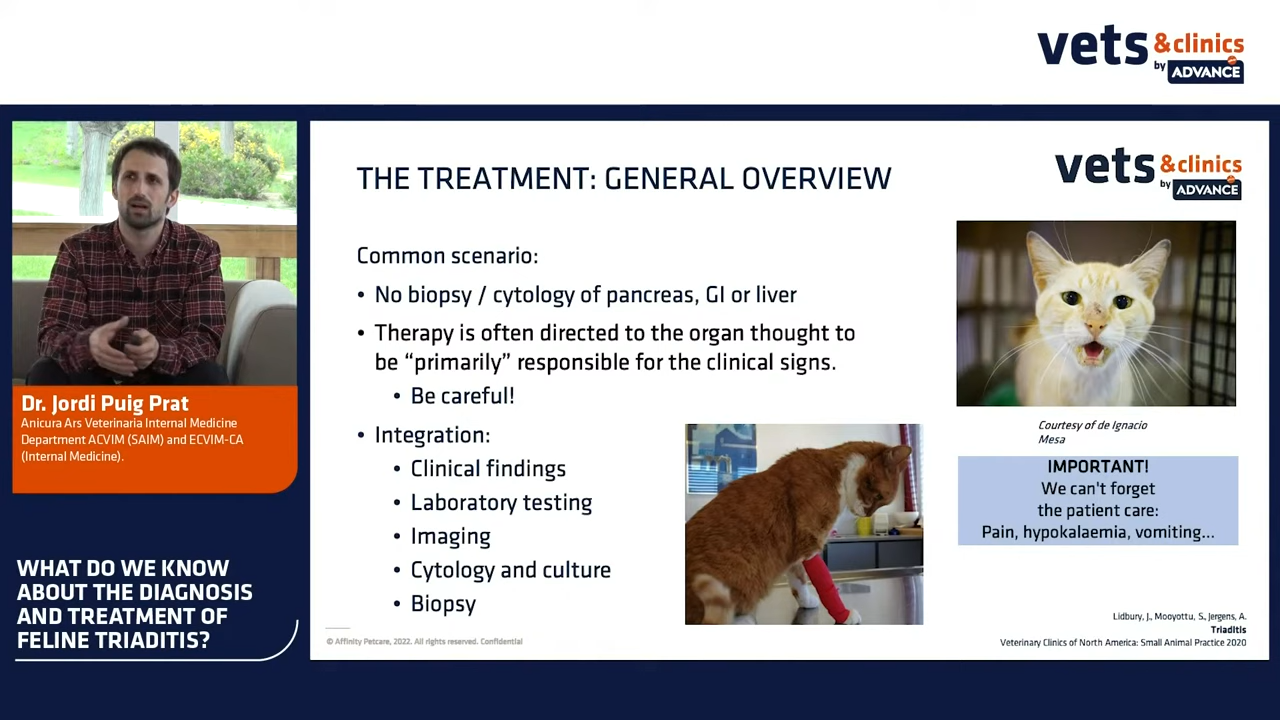 vets &clinics
by ADVANCE
vets &clinics
by ADVANCE
THE TREATMENT: GENERAL OVERVIEW
Common scenario:
• No biopsy / cytology of pancreas, GI or liver
• Therapy is often directed to the organ thought to
be “primarily” responsible for the clinical signs.
• Be careful!
• Integration:
• Clinical findings
• Laboratory testing
• Imaging
• Cytology and culture
• Biopsy
Courtesy of de Ignacio
Mesa
IMPORTANT!
We can't forget
the patient care:
Pain, hypokalaemia, vomiting...
Lidbury, J., Mooyottu, S., Jergens, A.
Triaditis
Veterinary Clinics of North America: Small Animal Practice 2020
© Affinity Petcare, 2022. All rights reserved. Confidential
Dr. Jordi Puig Prat
Anicura Ars Veterinaria Internal Medicine
Department ACVIM (SAIM) and ECVIM-CA
(Internal Medicine).
WHAT DO WE KNOW
ABOUT THE DIAGNOSIS
AND TREATMENT OF
FELINE TRIADITIS?